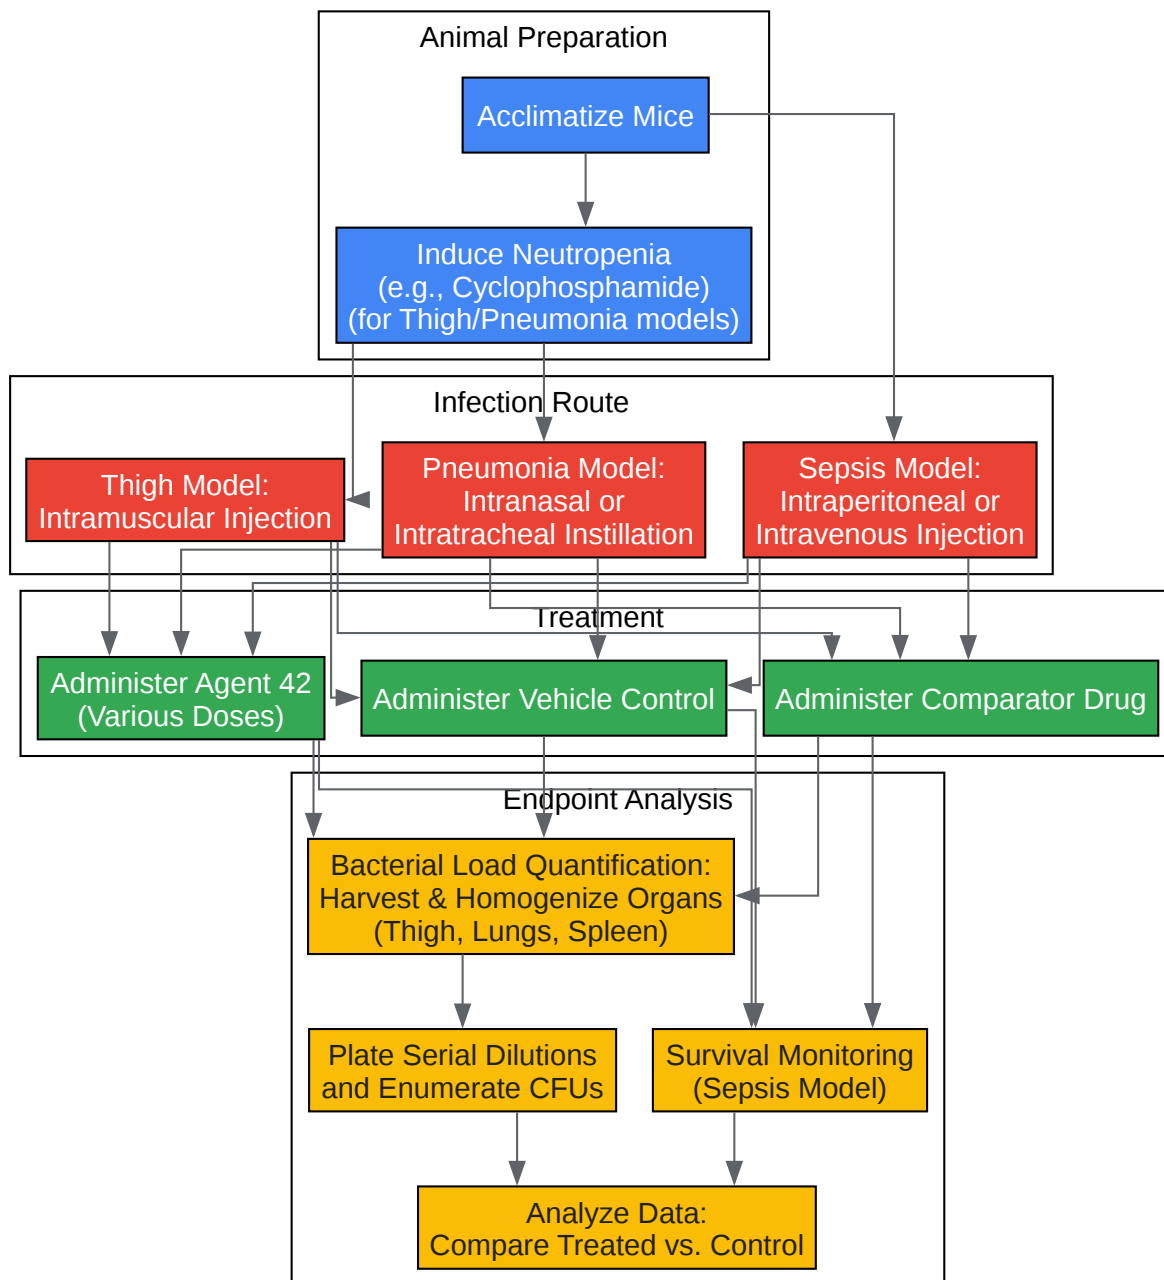 Animal Preparation
Acclimatize Mice
Induce Neutropenia
(e.g., Cyclophosphamide)
(for Thigh/Pneumonia models)
Infection Route
Thigh Model:
Intramuscular Injection
Pneumonia Model:
Intranasal or
Intratracheal Instillation
Sepsis Model:
Intraperitoneal or
Intravenous Injection
Treatment
Administer Agent 42
(Various Doses)
Administer Vehicle Control
Administer Comparator Drug
Endpoint Analysis
Bacterial Load Quantification:
Harvest & Homogenize Organs
(Thigh, Lungs, Spleen)
Plate Serial Dilutions
and Enumerate CFUs
Survival Monitoring
(Sepsis Model)
Analyze Data:
Compare Treated vs. Control